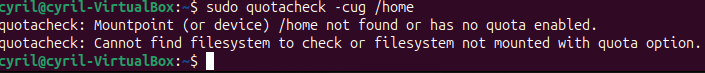 cyril@cyril-VirtualBox:~$ sudo quotacheck -cug /home
quotacheck: Mountpoint (or device) /home not found or has no quota enabled.
quotacheck: Cannot find filesystem to check or filesystem not mounted with quota option.
cyril@cyril-VirtualBox:~$